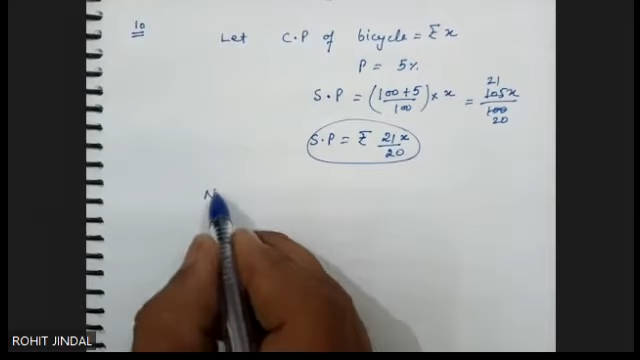 10
Let C.P of bicycle = ₹ x
P = 5%
S.P = (100+5/100) × x = 105x/100
21
20
S.P = ₹ 21x/20
N
ROHIT JINDAL